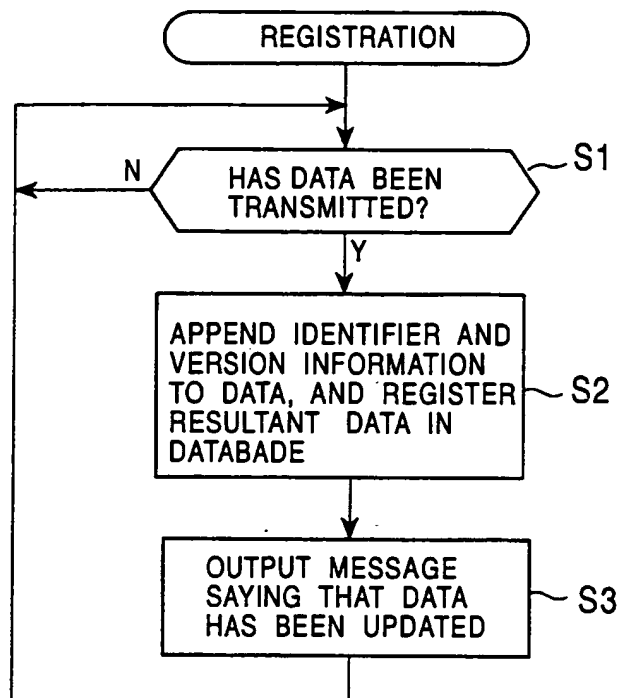 REGISTRATION
N
HAS DATA BEEN
TRANSMITTED?
S1
Y
APPEND IDENTIFIER AND
VERSION INFORMATION
TO DATA, AND REGISTER
RESULTANT DATA IN
DATABADE
S2
OUTPUT MESSAGE
SAYING THAT DATA
HAS BEEN UPDATED
S3